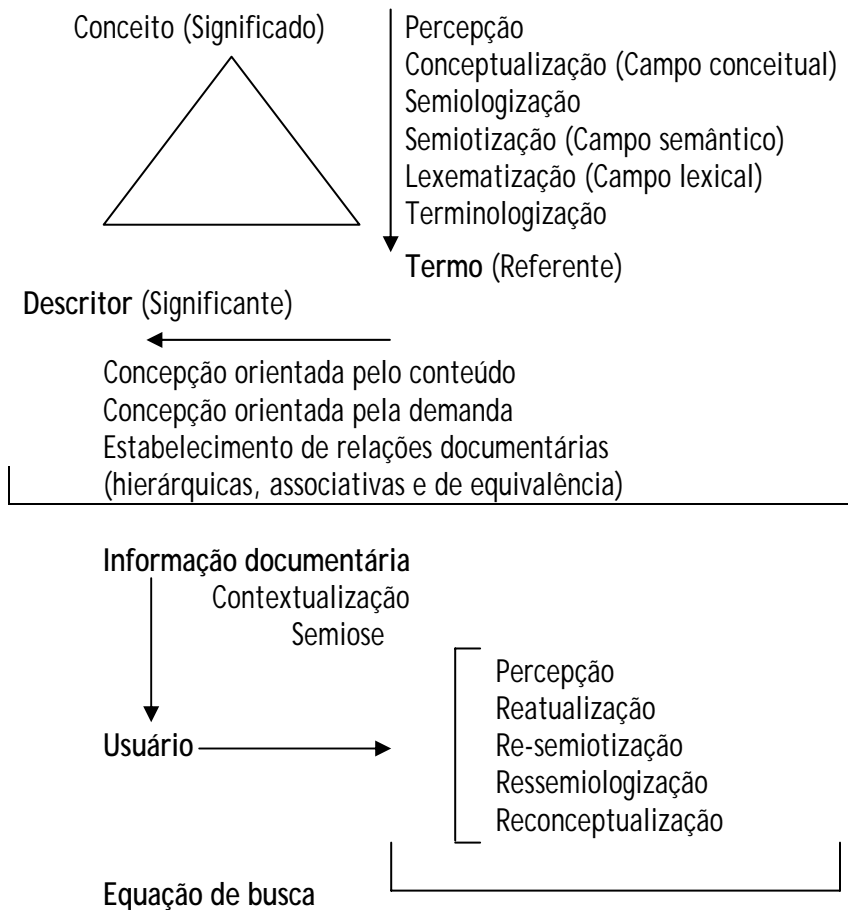 Conceito (Significado)
Percepção
Conceptualização (Campo conceitual)
Semiologização
Semiotização (Campo semântico)
Lexematização (Campo lexical)
Terminologização
Termo (Referente)
Descritor (Significante)
Concepção orientada pelo conteúdo
Concepção orientada pela demanda
Estabelecimento de relações documentárias
(hierárquicas, associativas e de equivalência)
Informação documentária
Contextualização
Semiose
Usuário
Percepção
Reatualização
Re-semiotização
Ressemiologização
Reconceptualização
Equação de busca